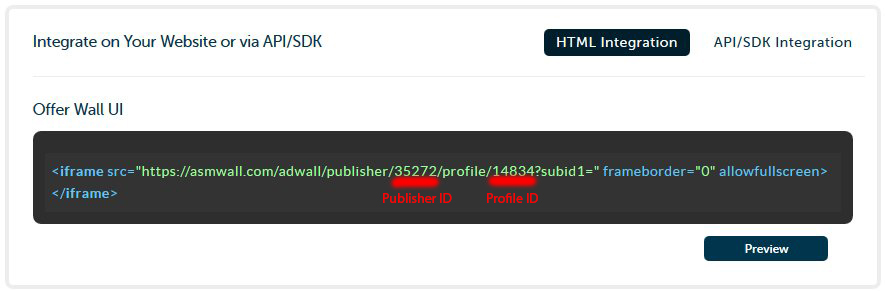 Integrate on Your Website or via API/SDK
HTML Integration
API/SDK Integration
Offer Wall UI
<iframe src="https://asmwall.com/adwall/publisher/35272/profile/14834?subid1=" frameborder="0" allowfullscreen>
</iframe>
Publisher ID
Profile ID
Preview